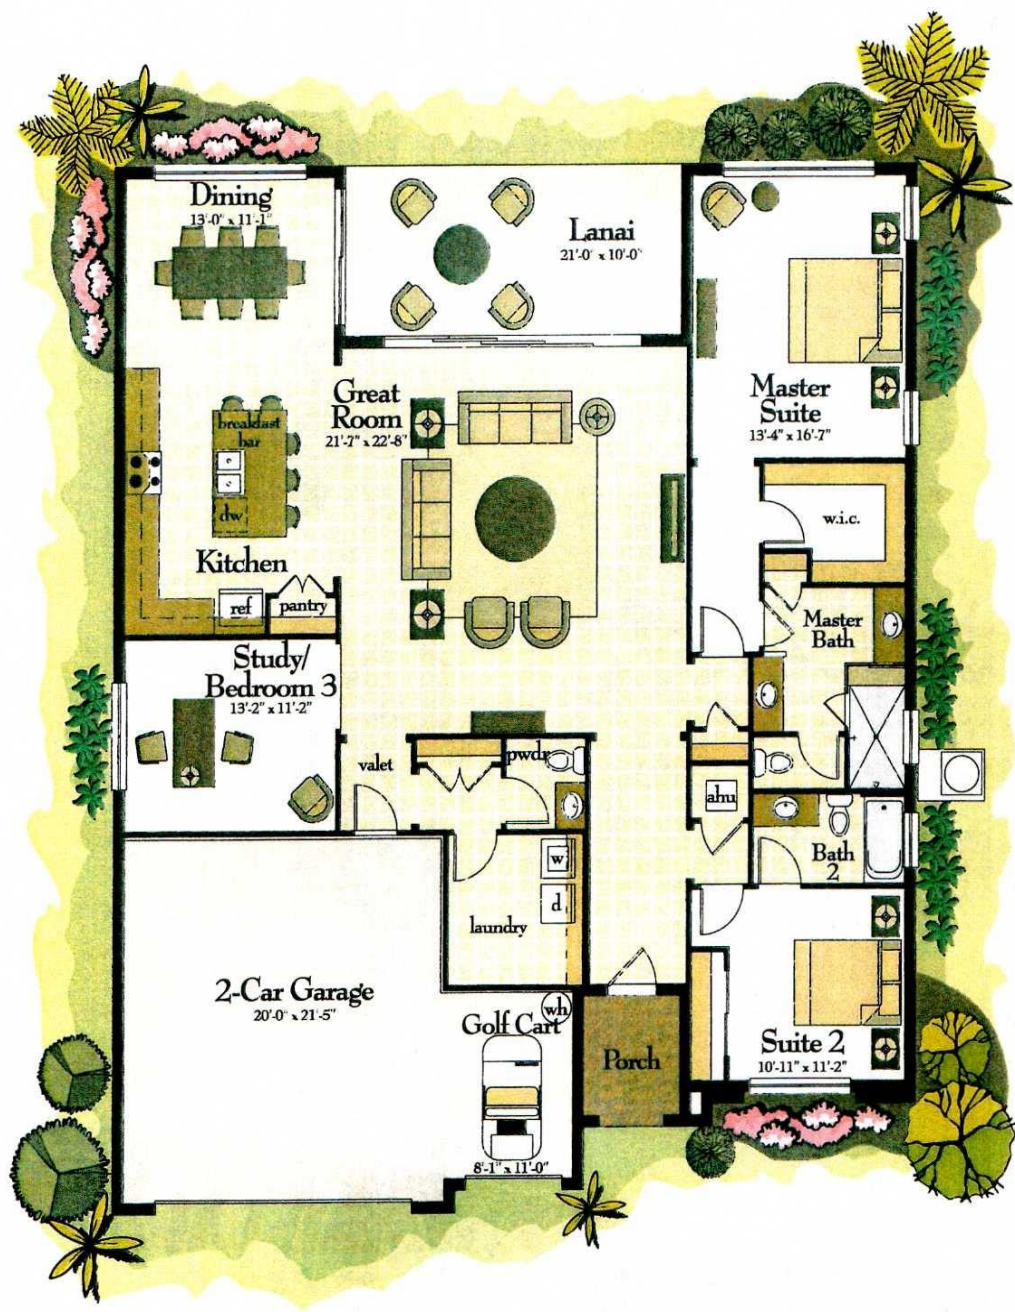 Dining
13'-0" x 11'-1"
Lanai
21'-0" x 10'-0"
Great
Room
21'-7" x 22'-8"
Master
Suite
13'-4" x 16'-7"
breakfast
bar
dw
Kitchen
ref
pantry
w.i.c.
Master
Bath
Study/
Bedroom 3
13'-2" x 11'-2"
valet
pwdr
ahu
Bath
2
w
d
laundry
2-Car Garage
20'-0" x 21'-5"
wh
Golf Cart
8'-1" x 11'-0"
Porch
Suite 2
10'-11" x 11'-2"